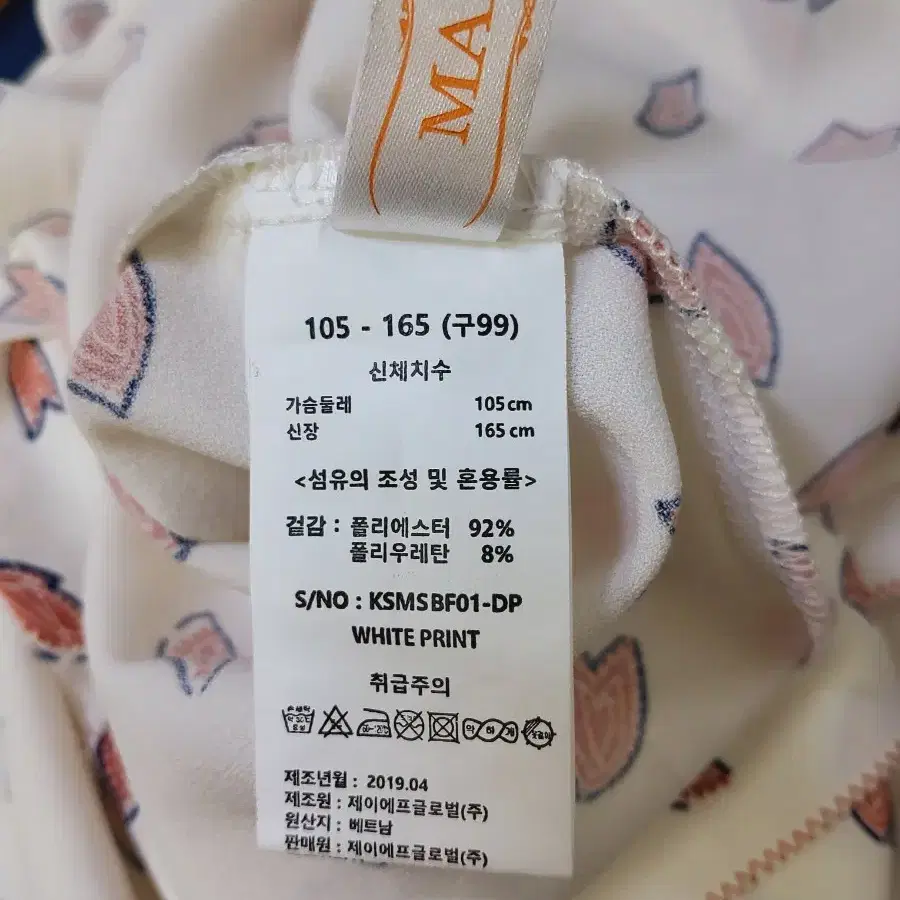 MA
105 - 165 (구99)
신체치수
가슴둘레 105cm
신장 165cm
<섬유의 조성 및 혼용률>
겉감 : 폴리에스터 92%
폴리우레탄 8%
S/NO : KSMSBF01-DP
WHITE PRINT
취급주의
약하게
제조년월 : 2019.04
제조원 : 제이에프글로벌(주)
원산지 : 베트남
판매원 : 제이에프글로벌(주)